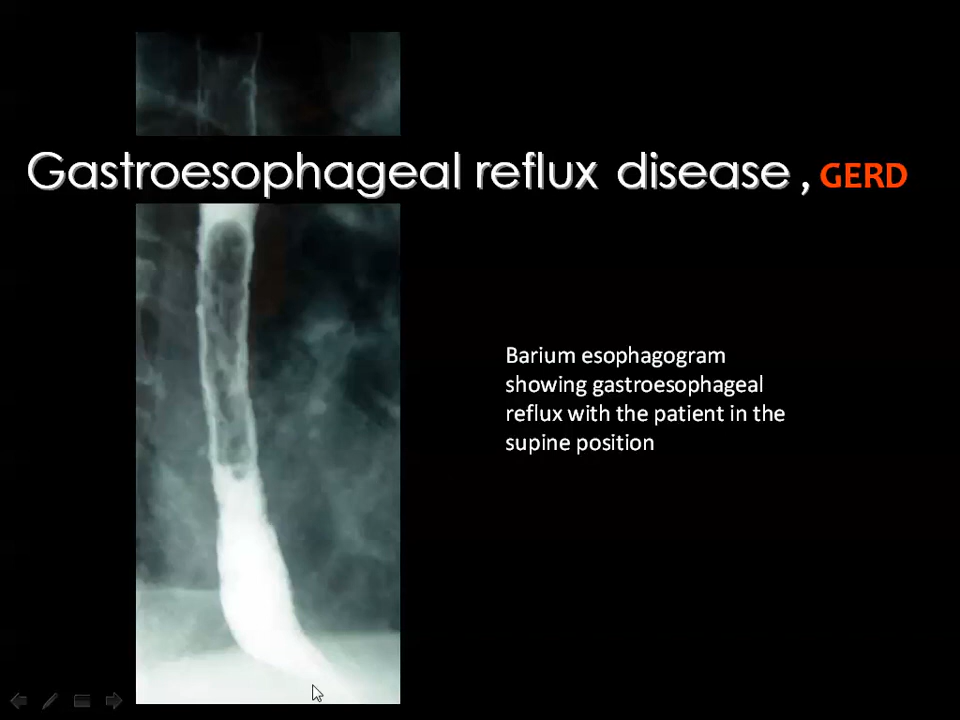 Gastroesophageal reflux disease , GERD
Barium esophagogram
showing gastroesophageal
reflux with the patient in the
supine position